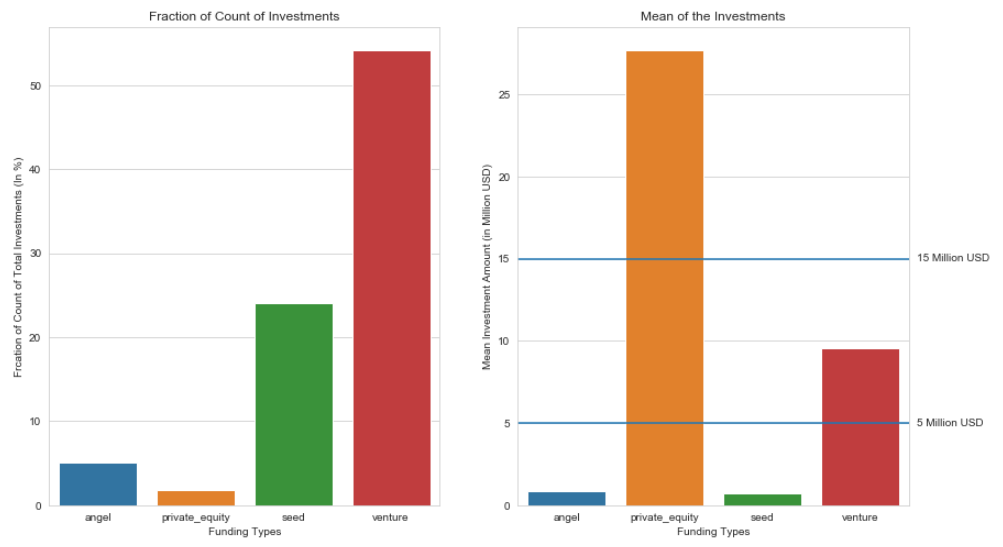 Fraction of Count of Investments
Frcation of Count of Total Investments (In %)
50
40
30
20
10
0
angel private_equity seed venture
Funding Types
Mean of the Investments
Mean Investment Amount (in Million USD)
25
20
15
10
5
0
15 Million USD
5 Million USD
angel private_equity seed venture
Funding Types